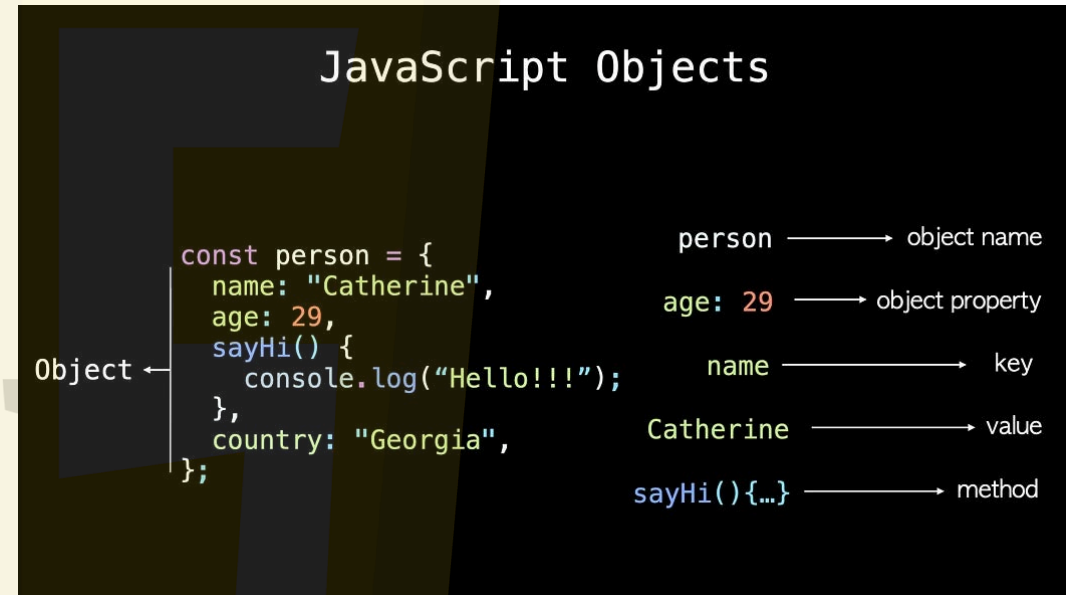 JavaScript Objects
const person = {
name: "Catherine",
age: 29,
sayHi() {
console.log(“Hello!!!”);
},
country: "Georgia",
};
Object
person object name
age: 29 object property
name key
Catherine value
sayHi(){…} method